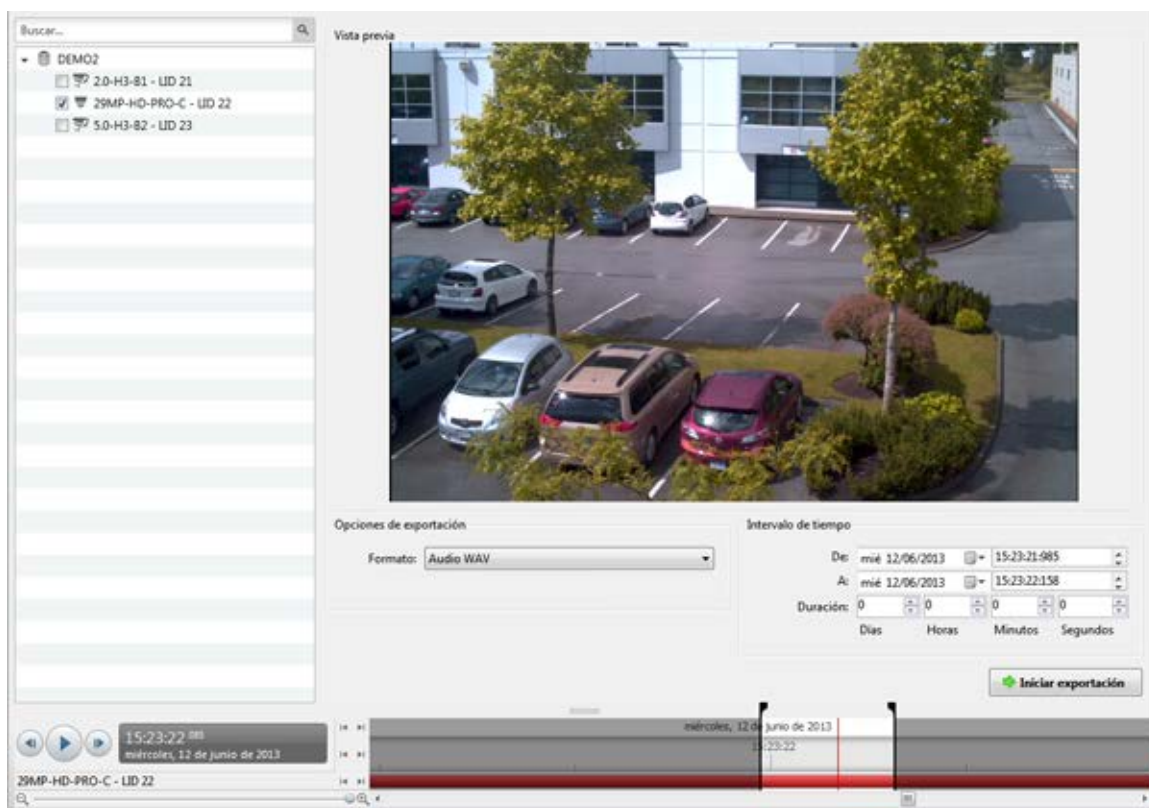 Buscar...
DEMO2
2.0-H3-B1 - LID 21
29MP-HD-PRO-C - LID 22
5.0-H3-B2 - LID 23
Vista previa
Opciones de exportación
Formato: Audio WAV
Intervalo de tiempo
De: mié 12/06/2013 15:23:21:985
A: mié 12/06/2013 15:23:22:158
Duración: 0 0 0 0
Días Horas Minutos Segundos
Iniciar exportación
15:23:22
miércoles, 12 de junio de 2013
miércoles, 12 de junio de 2013
15:23:22
29MP-HD-PRO-C - LID 22